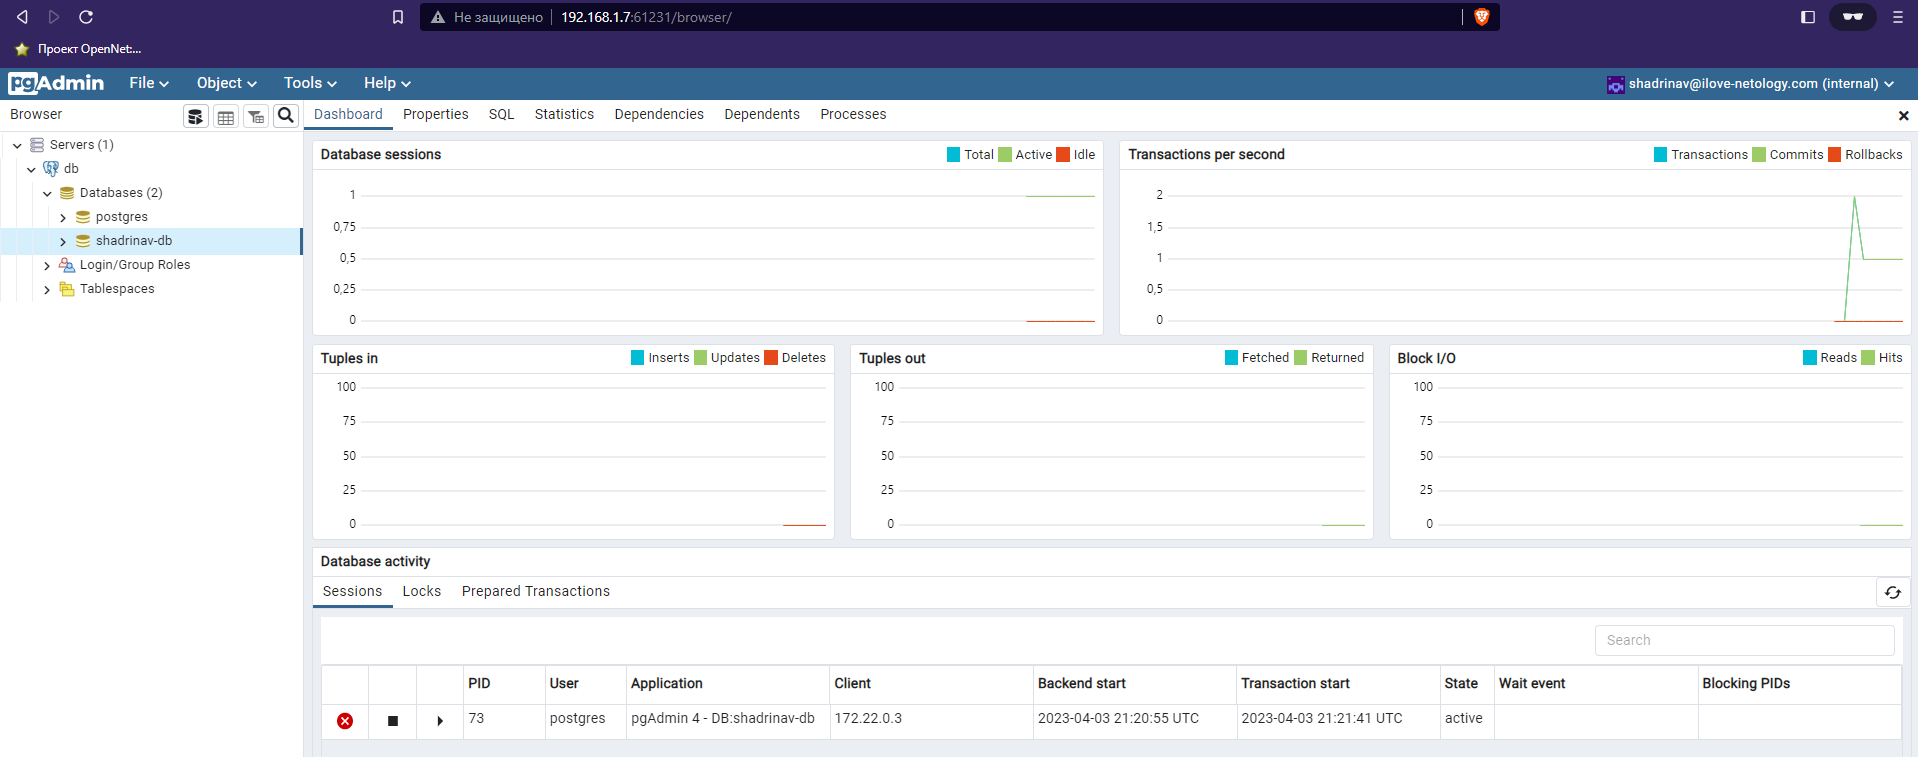 Не защищено 192.168.1.7:61231/browser/
Проект OpenNet:...
pgAdmin File Object Tools Help shadrinav@ilove-netology.com (internal)
Browser
Servers (1)
db
Databases (2)
postgres
shadrinav-db
Login/Group Roles
Tablespaces
Dashboard Properties SQL Statistics Dependencies Dependents Processes
Database sessions Total Active Idle
1
0,75
0,5
0,25
0
Transactions per second Transactions Commits Rollbacks
2
1,5
1
0,5
0
Tuples in Inserts Updates Deletes
100
75
50
25
0
Tuples out Fetched Returned
100
75
50
25
0
Block I/O Reads Hits
100
75
50
25
0
Database activity
Sessions Locks Prepared Transactions
Search
PID User Application Client Backend start Transaction start State Wait event Blocking PIDs
73 postgres pgAdmin 4 - DB:shadrinav-db 172.22.0.3 2023-04-03 21:20:55 UTC 2023-04-03 21:21:41 UTC active